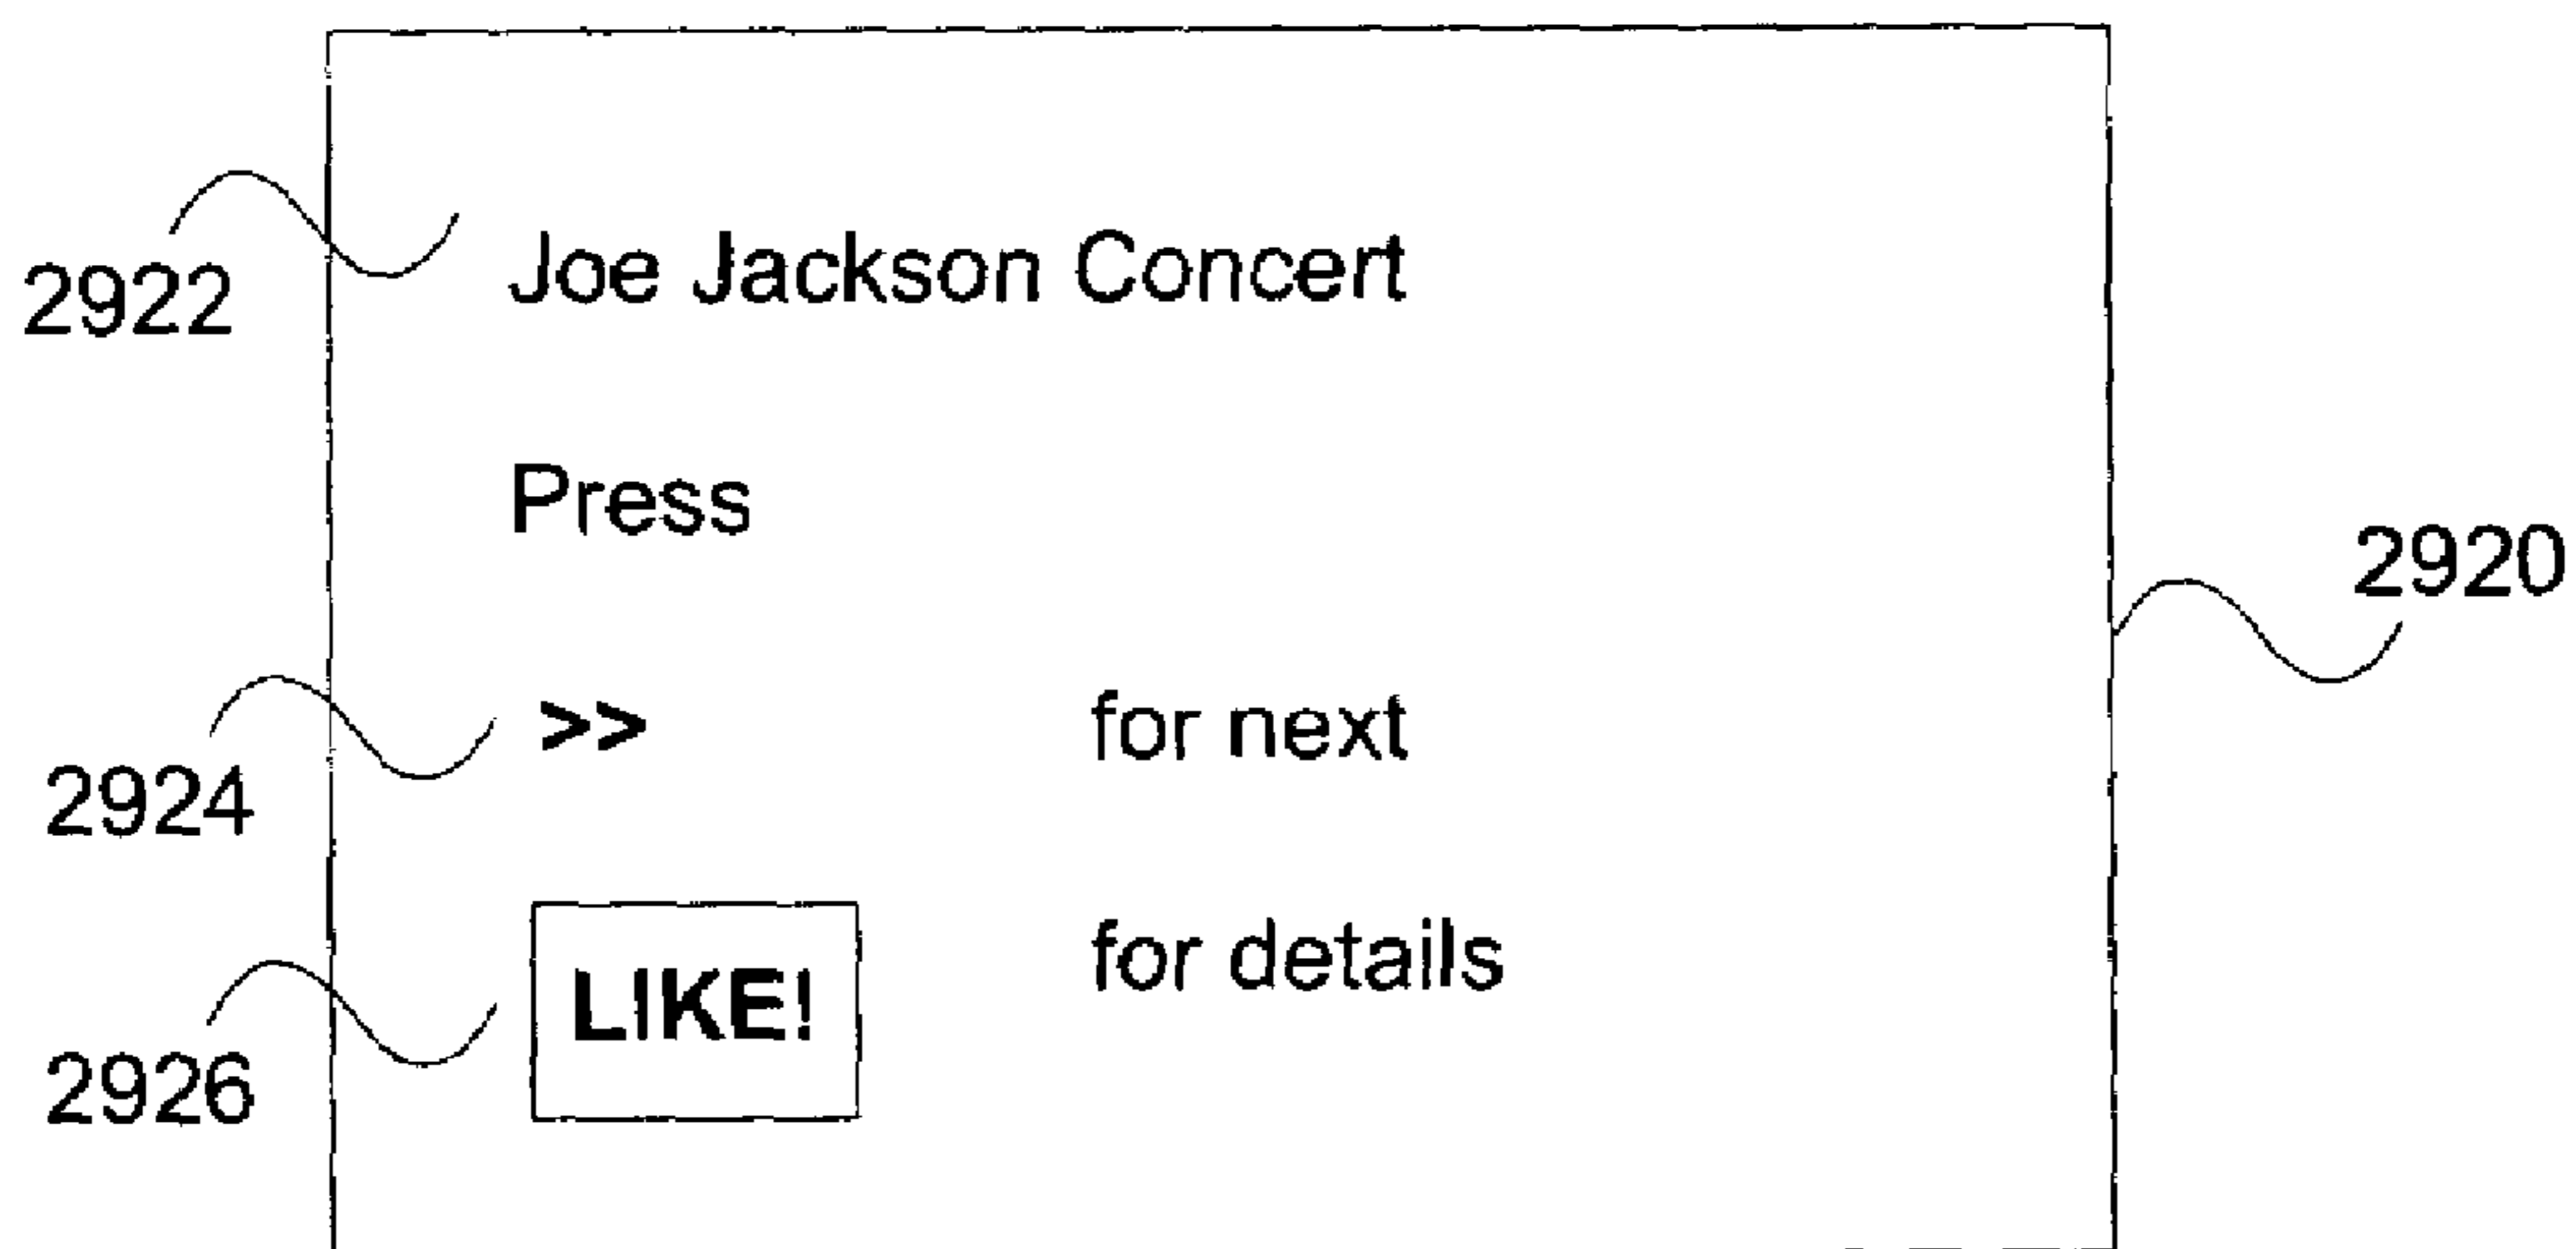 Joe Jackson Concert
2922
Press
2920
>> for next
2924
LIKE! for details
2926